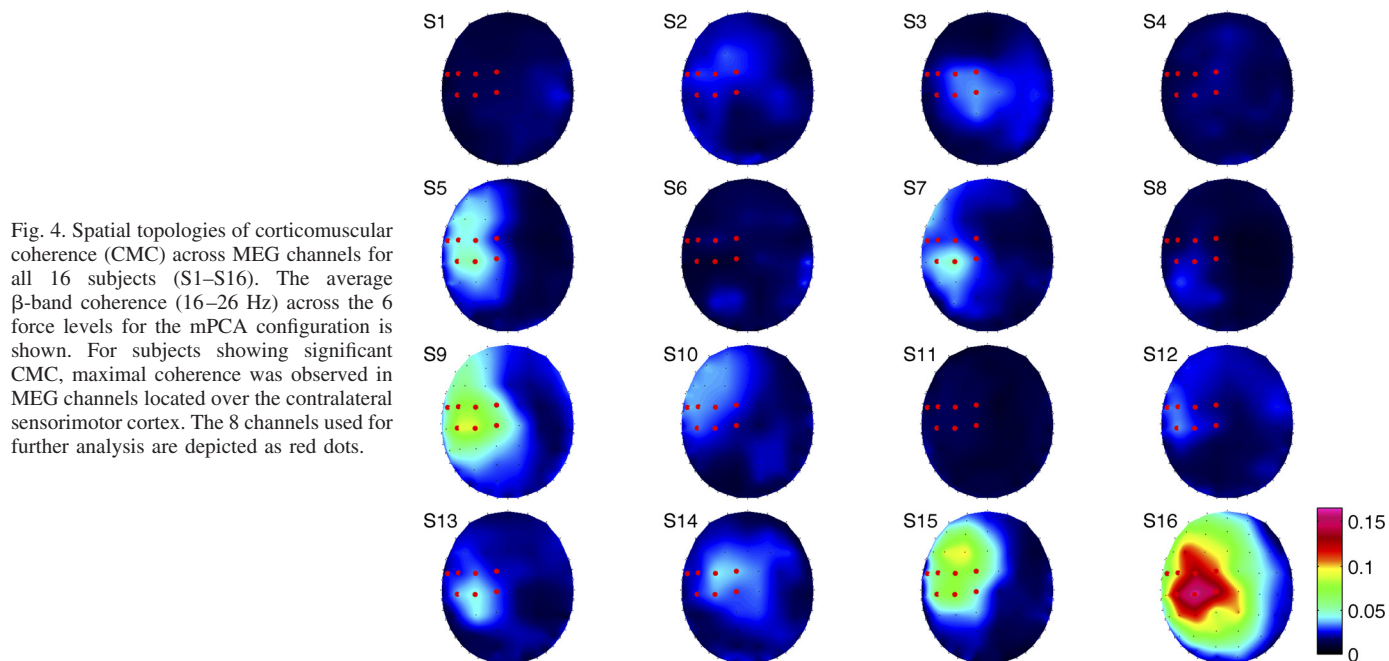 S1
S2
S3
S4
S5
S6
S7
S8
Fig. 4. Spatial topologies of corticomuscular
coherence (CMC) across MEG channels for
all 16 subjects (S1–S16). The average
β-band coherence (16–26 Hz) across the 6
force levels for the mPCA configuration is
shown. For subjects showing significant
CMC, maximal coherence was observed in
MEG channels located over the contralateral
sensorimotor cortex. The 8 channels used for
further analysis are depicted as red dots.
S9
S10
S11
S12
S13
S14
S15
S16
0.15
0.1
0.05
0